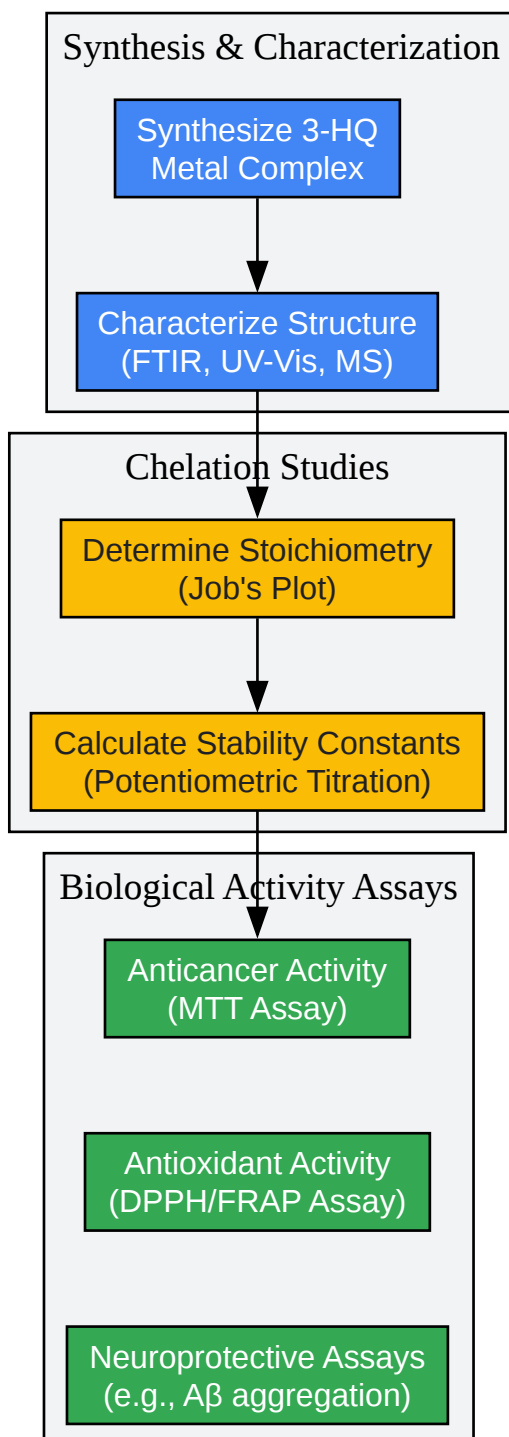 Synthesis & Characterization
Synthesize 3-HQ
Metal Complex
Characterize Structure
(FTIR, UV-Vis, MS)
Chelation Studies
Determine Stoichiometry
(Job's Plot)
Calculate Stability Constants
(Potentiometric Titration)
Biological Activity Assays
Anticancer Activity
(MTT Assay)
Antioxidant Activity
(DPPH/FRAP Assay)
Neuroprotective Assays
(e.g., Aβ aggregation)